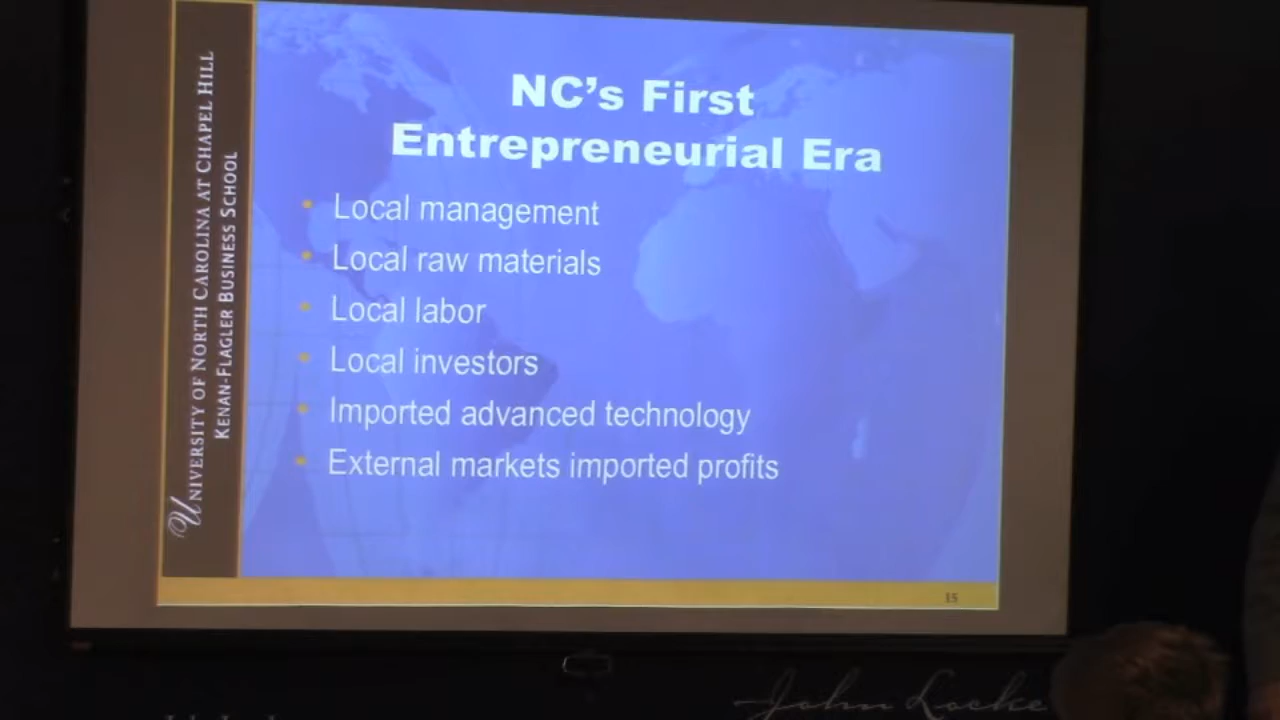 UNIVERSITY OF NORTH CAROLINA AT CHAPEL HILL
KENAN-FLAGLER BUSINESS SCHOOL
NC's First
Entrepreneurial Era
• Local management
• Local raw materials
• Local labor
• Local investors
• Imported advanced technology
• External markets imported profits
15
John Locke